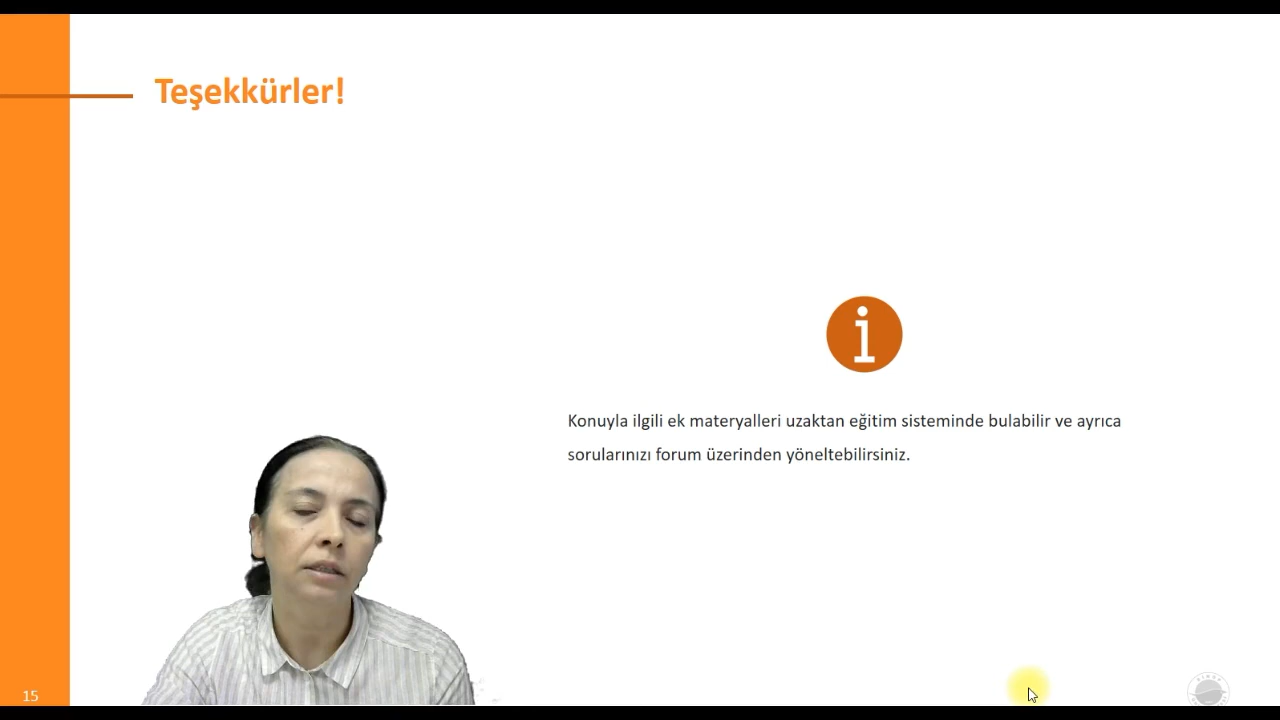 Teşekkürler!
Konuyla ilgili ek materyalleri uzaktan eğitim sisteminde bulabilir ve ayrıca
sorularınızı forum üzerinden yöneltebilirsiniz.
15